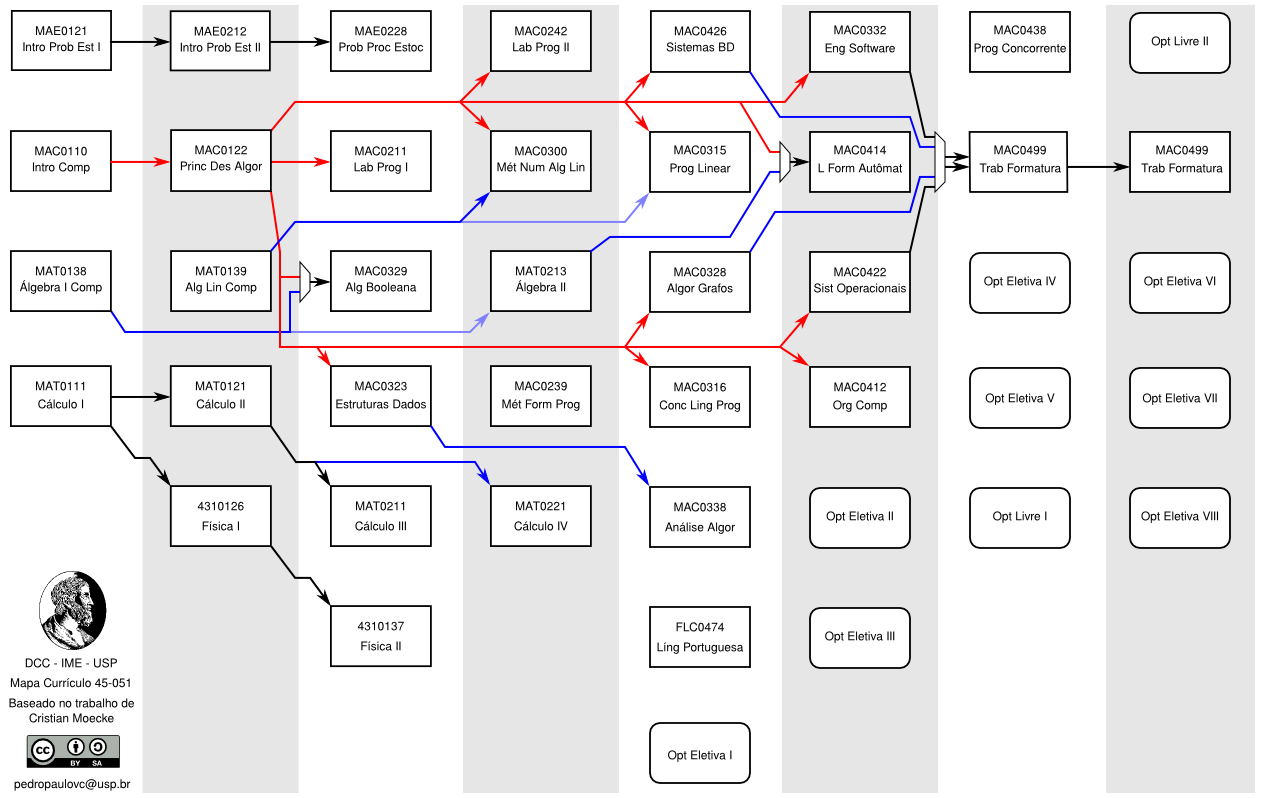 MAE0121
Intro Prob Est I
MAE0212
Intro Prob Est II
MAE0228
Prob Proc Estoc
MAC0242
Lab Prog II
MAC0426
Sistemas BD
MAC0332
Eng Software
MAC0438
Prog Concorrente
Opt Livre II
MAC0110
Intro Comp
MAC0122
Princ Des Algor
MAC0211
Lab Prog I
MAC0300
Mét Num Alg Lin
MAC0315
Prog Linear
MAC0414
L Form Autômat
MAC0499
Trab Formatura
MAC0499
Trab Formatura
MAT0138
Álgebra I Comp
MAT0139
Alg Lin Comp
MAC0329
Alg Booleana
MAT0213
Álgebra II
MAC0328
Algor Grafos
MAC0422
Sist Operacionais
Opt Eletiva IV
Opt Eletiva VI
MAT0111
Cálculo I
MAT0121
Cálculo II
MAC0323
Estruturas Dados
MAC0239
Mét Form Prog
MAC0316
Conc Ling Prog
MAC0412
Org Comp
Opt Eletiva V
Opt Eletiva VII
4310126
Física I
MAT0211
Cálculo III
MAT0221
Cálculo IV
MAC0338
Análise Algor
Opt Eletiva II
Opt Livre I
Opt Eletiva VIII
4310137
Física II
FLC0474
Líng Portuguesa
Opt Eletiva III
Opt Eletiva I
DCC - IME - USP
Mapa Currículo 45-051
Baseado no trabalho de
Cristian Moecke
cc
BY SA
pedropaulovc@usp.br